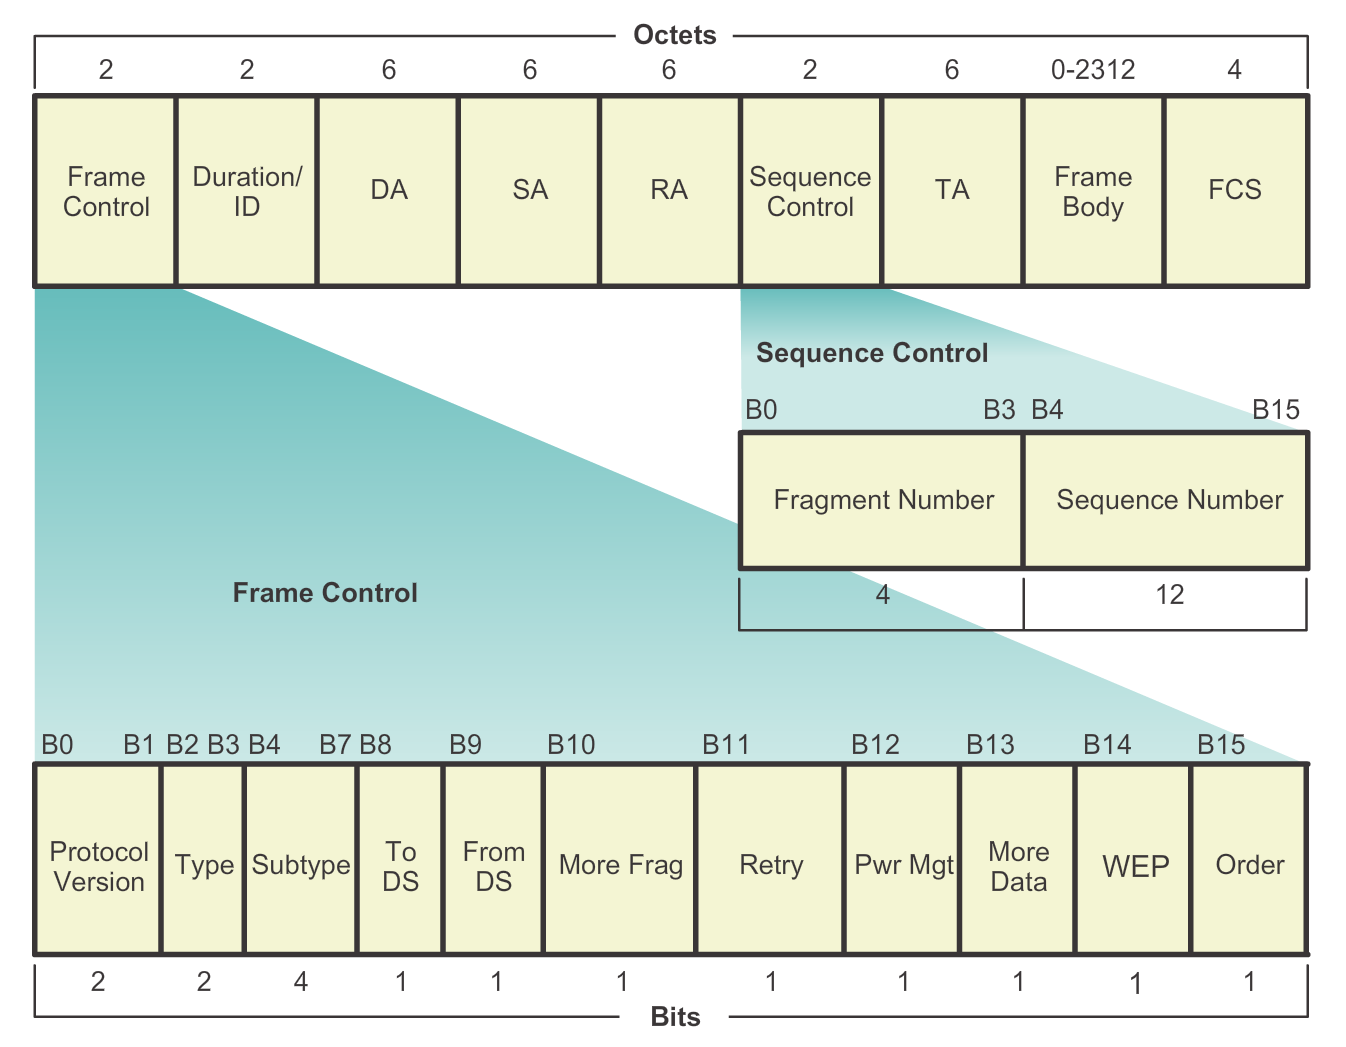 Octets
2 2 6 6 6 2 6 0-2312 4
Frame Control
Duration/ ID
DA
SA
RA
Sequence Control
TA
Frame Body
FCS
Sequence Control
B0 B3 B4 B15
Fragment Number
Sequence Number
4 12
Frame Control
B0 B1 B2 B3 B4 B7 B8 B9 B10 B11 B12 B13 B14 B15
Protocol Version
Type
Subtype
To DS
From DS
More Frag
Retry
Pwr Mgt
More Data
WEP
Order
2 2 4 1 1 1 1 1 1 1 1
Bits